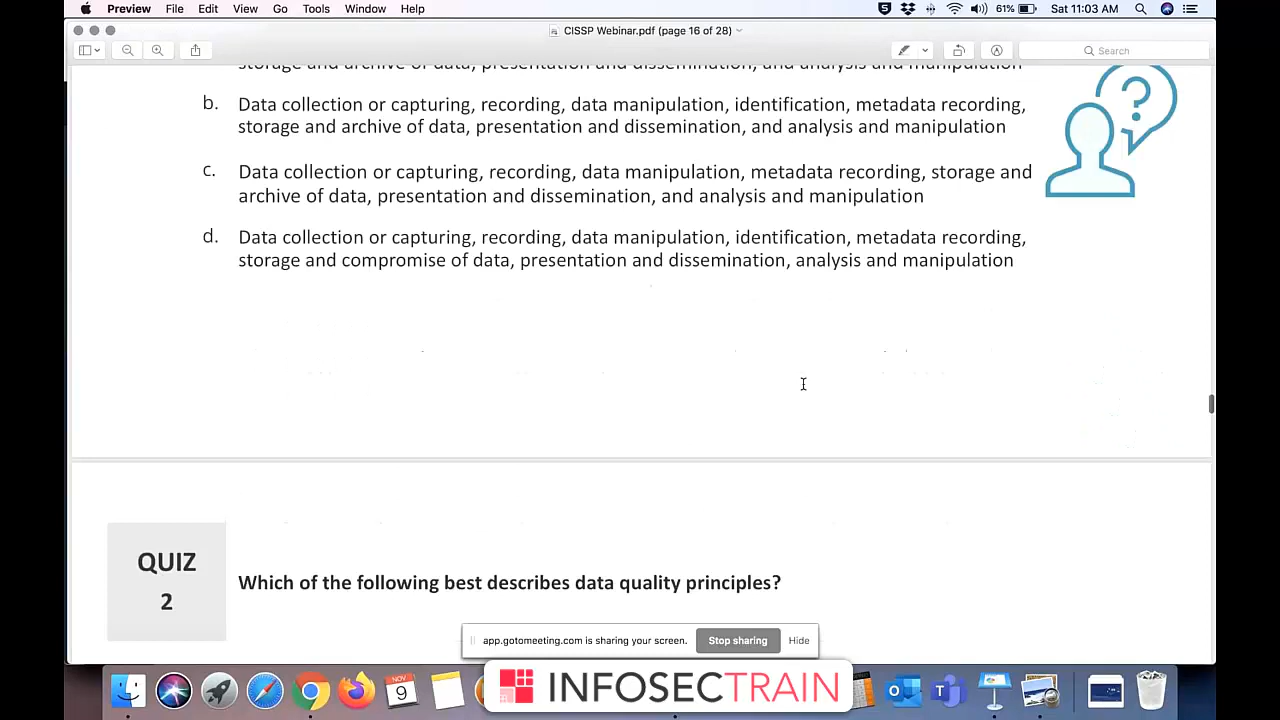 Preview File Edit View Go Tools Window Help 61% Sat 11:03 AM
CISSP Webinar.pdf (page 16 of 28)
Search
storage and archive of data, presentation and dissemination, and analysis and manipulation
b. Data collection or capturing, recording, data manipulation, identification, metadata recording,
storage and archive of data, presentation and dissemination, and analysis and manipulation
c. Data collection or capturing, recording, data manipulation, metadata recording, storage and
archive of data, presentation and dissemination, and analysis and manipulation
d. Data collection or capturing, recording, data manipulation, identification, metadata recording,
storage and compromise of data, presentation and dissemination, analysis and manipulation
QUIZ
2
Which of the following best describes data quality principles?
app.gotomeeting.com is sharing your screen. Stop sharing Hide
NOV
9
INFOSECTRAIN